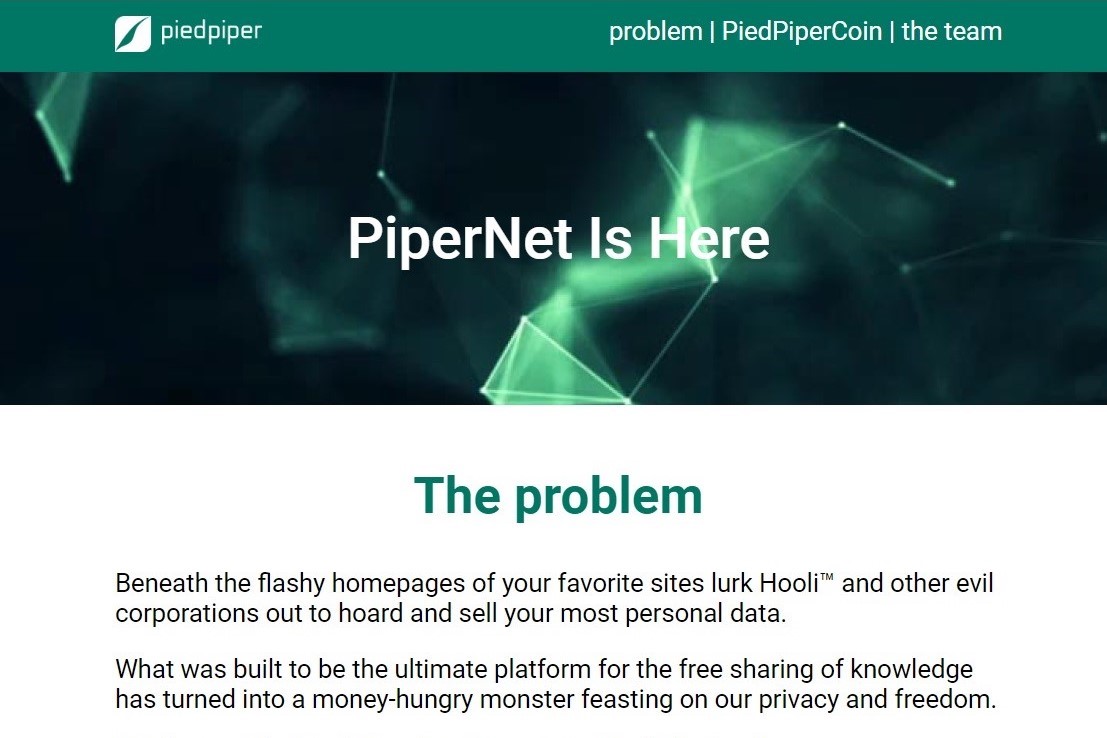 piedpiper
problem | PiedPiperCoin | the team
PiperNet Is Here
The problem
Beneath the flashy homepages of your favorite sites lurk Hooli™ and other evil
corporations out to hoard and sell your most personal data.
What was built to be the ultimate platform for the free sharing of knowledge
has turned into a money-hungry monster feasting on our privacy and freedom.